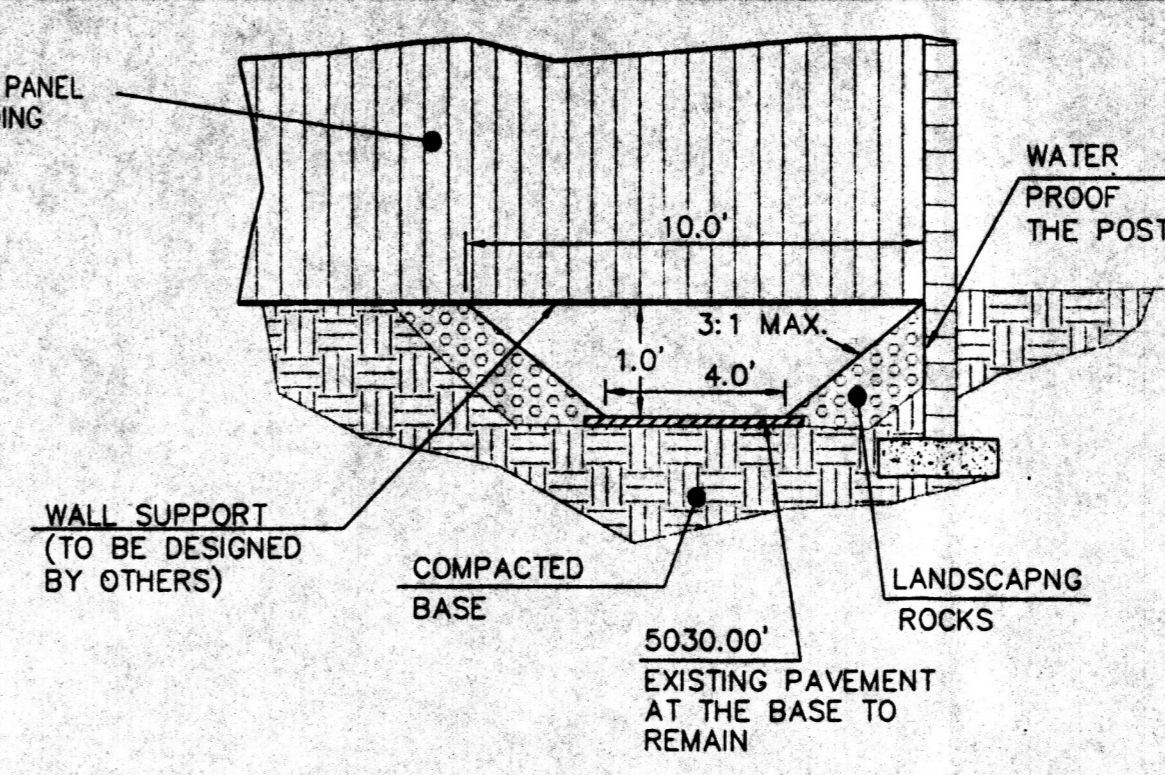 PANEL
WATER
PROOF
THE POST
10.0'
3:1 MAX.
1.0'
4.0'
WALL SUPPORT
(TO BE DESIGNED
BY OTHERS)
COMPACTED
BASE
LANDSCAPNG
ROCKS
5030.00'
EXISTING PAVEMENT
AT THE BASE TO
REMAIN